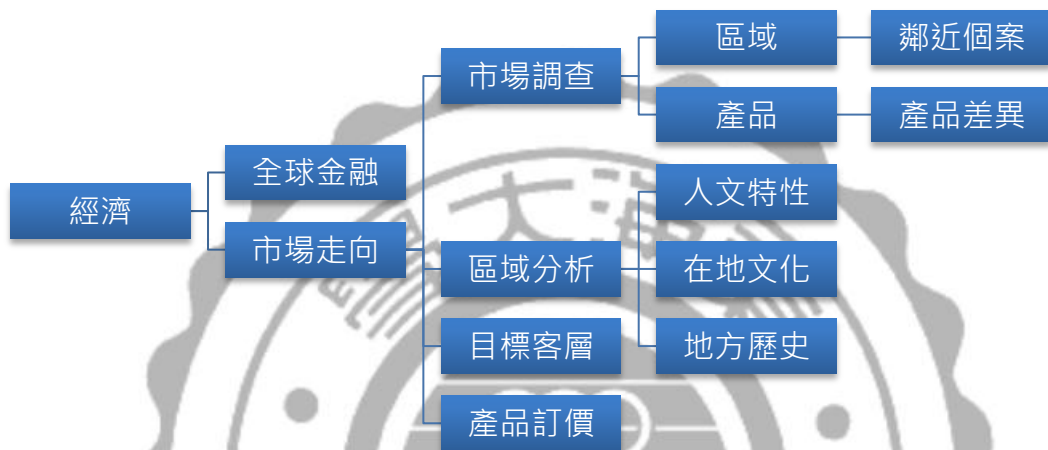 經濟
全球金融
市場走向
市場調查
區域
鄰近個案
產品
產品差異
區域分析
人文特性
在地文化
地方歷史
目標客層
產品訂價